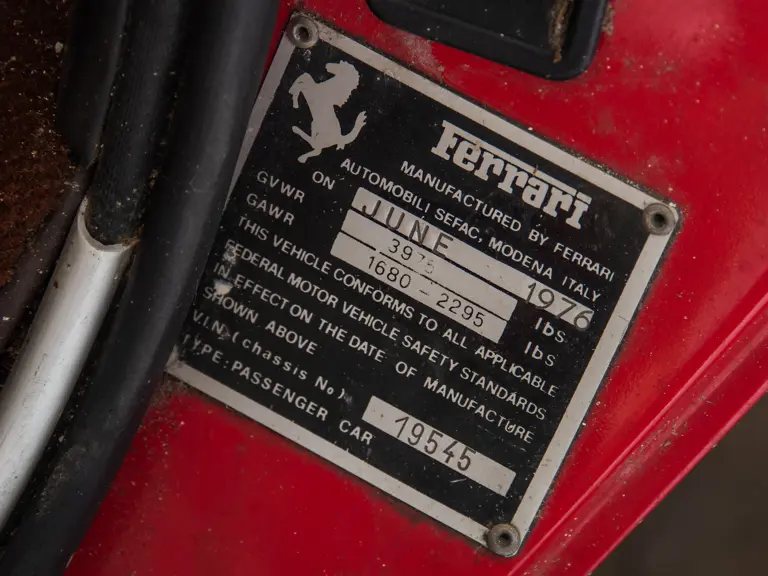 Ferrari
MANUFACTURED BY FERRARI
AUTOMOBILI SEFAC, MODENA ITALY
ON JUNE 1976
GVWR 3975 lbs
GAWR 1680-2295 lbs
THIS VEHICLE CONFORMS TO ALL APPLICABLE
FEDERAL MOTOR VEHICLE SAFETY STANDARDS
IN EFFECT ON THE DATE OF MANUFACTURE
SHOWN ABOVE
V.I.N. (chassis No) 19545
TYPE: PASSENGER CAR